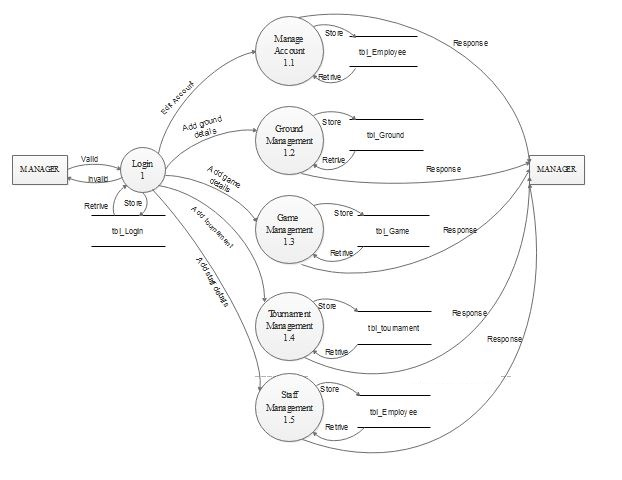 Manage
Account
1.1
Store
tbl_Employee
Retrive
Response
Edit Account
Add gound
details
Ground
Management
1.2
Store
tbl_Ground
Retrive
Response
MANAGER
Valid
Invalid
Login
1
Retrive
Store
tbl_Login
Add game
details
Game
Management
1.3
Store
tbl_Game
Retrive
Response
MANAGER
Add tournament
Tournament
Management
1.4
Store
tbl_tournament
Retrive
Response
Add staff details
Staff
Management
1.5
Store
tbl_Employee
Retrive
Response